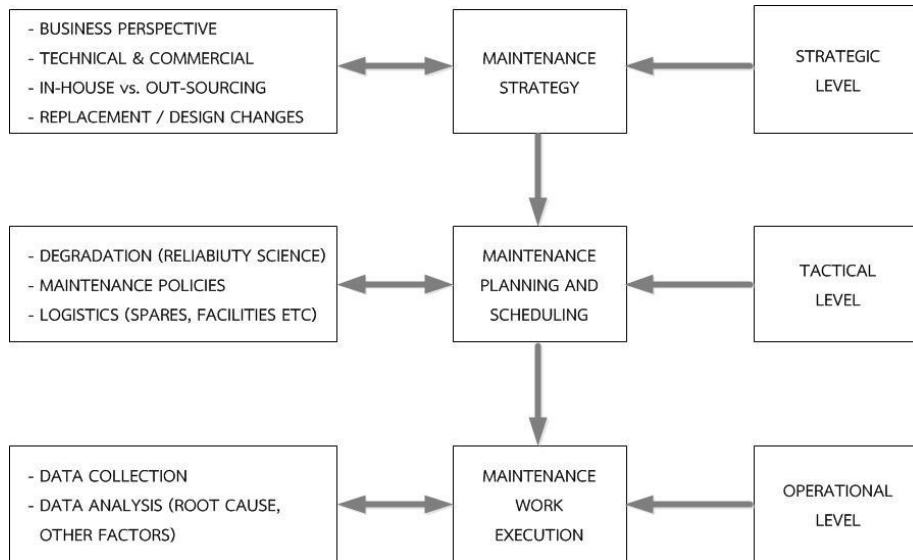 - BUSINESS PERSPECTIVE
- TECHNICAL & COMMERCIAL
- IN-HOUSE vs. OUT-SOURCING
- REPLACEMENT / DESIGN CHANGES
MAINTENANCE
STRATEGY
STRATEGIC
LEVEL
- DEGRADATION (RELIABIUTY SCIENCE)
- MAINTENANCE POLICIES
- LOGISTICS (SPARES, FACILITIES ETC)
MAINTENANCE
PLANNING AND
SCHEDULING
TACTICAL
LEVEL
- DATA COLLECTION
- DATA ANALYSIS (ROOT CAUSE,
OTHER FACTORS)
MAINTENANCE
WORK
EXECUTION
OPERATIONAL
LEVEL